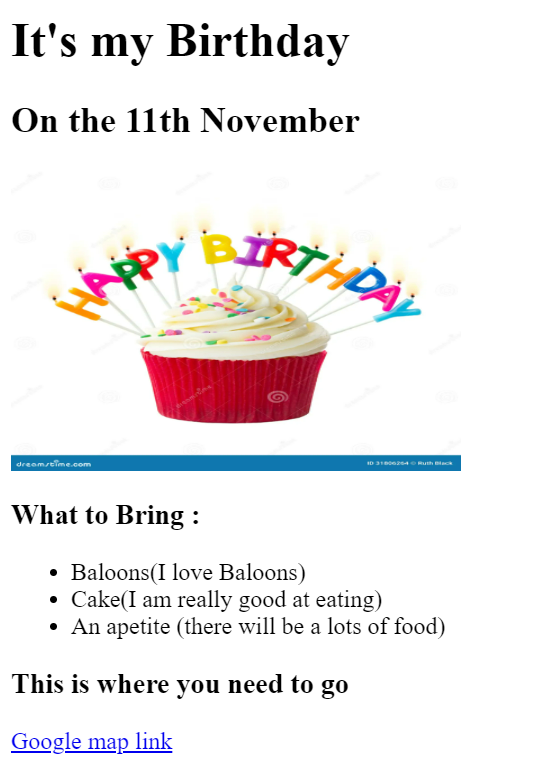 It's my Birthday
On the 11th November
HAPPY BIRTHDAY
dreamstime.com
ID 31806264 © Ruth Black
What to Bring :
Baloons(I love Baloons)
Cake(I am really good at eating)
An apetite (there will be a lots of food)
This is where you need to go
Google map link